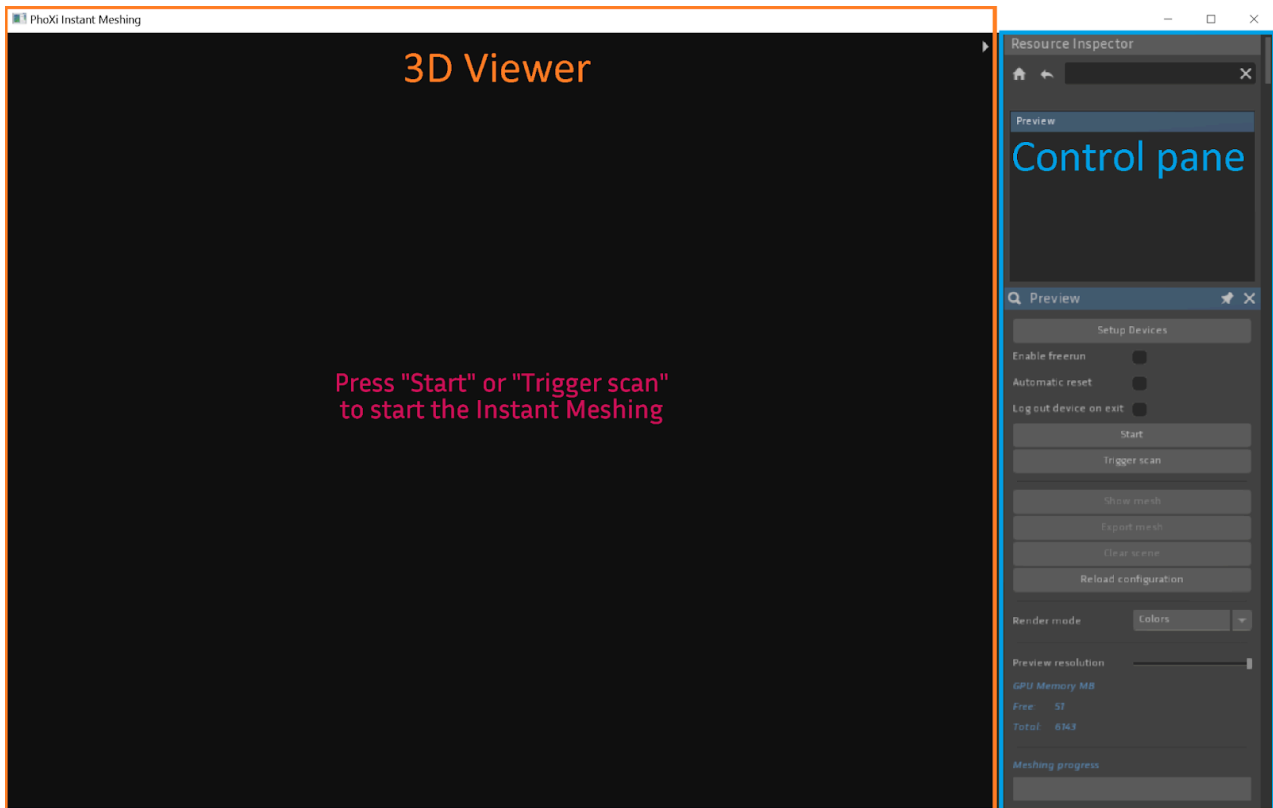 PhoXi Instant Meshing
3D Viewer
Press "Start" or "Trigger scan"
to start the Instant Meshing
Resource Inspector
Preview
Control pane
Preview
Setup Devices
Enable freerun
Automatic reset
Log out device on exit
Start
Trigger scan
Show mesh
Export mesh
Clear scene
Reload configuration
Render mode Colors
Preview resolution
GPU Memory MB
Free: 57
Total: 6143
Meshing progress